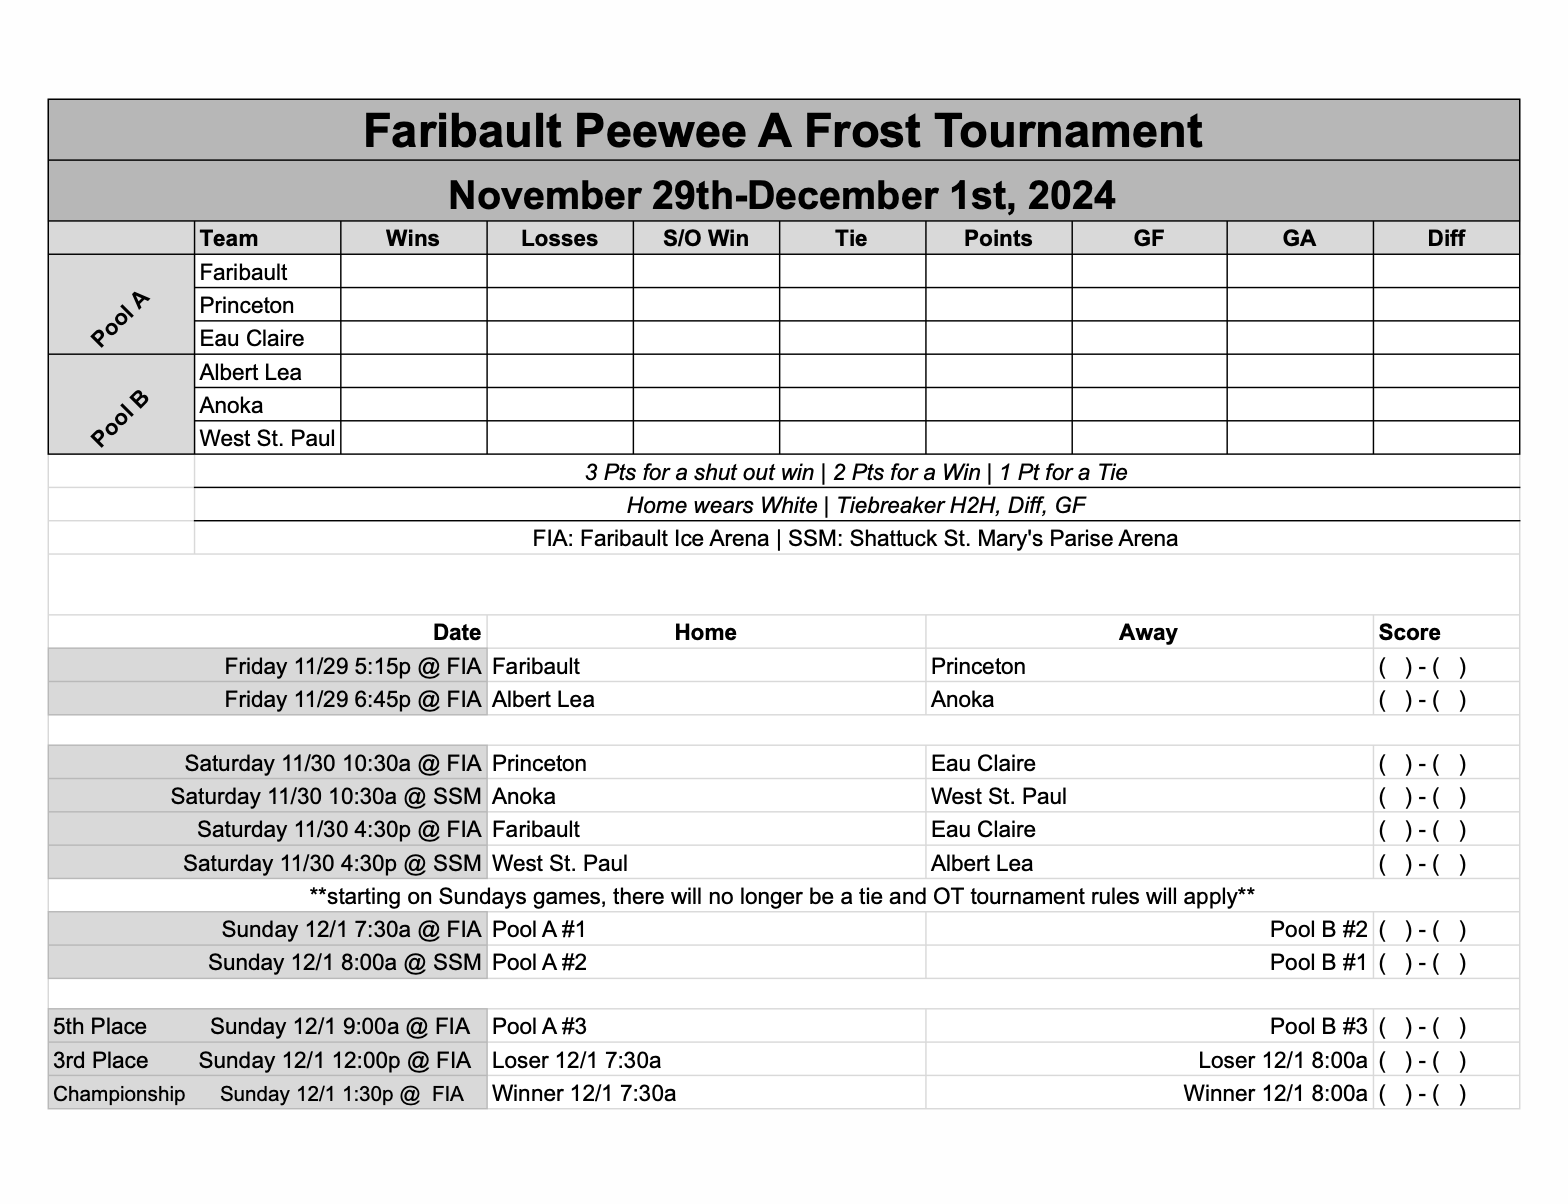 Faribault Peewee A Frost Tournament
November 29th-December 1st, 2024
Team Wins Losses S/O Win Tie Points GF GA Diff
Pool A
Faribault
Princeton
Eau Claire
Pool B
Albert Lea
Anoka
West St. Paul
3 Pts for a shut out win | 2 Pts for a Win | 1 Pt for a Tie
Home wears White | Tiebreaker H2H, Diff, GF
FIA: Faribault Ice Arena | SSM: Shattuck St. Mary's Parise Arena
Date Home Away Score
Friday 11/29 5:15p @ FIA Faribault Princeton ( ) - ( )
Friday 11/29 6:45p @ FIA Albert Lea Anoka ( ) - ( )
Saturday 11/30 10:30a @ FIA Princeton Eau Claire ( ) - ( )
Saturday 11/30 10:30a @ SSM Anoka West St. Paul ( ) - ( )
Saturday 11/30 4:30p @ FIA Faribault Eau Claire ( ) - ( )
Saturday 11/30 4:30p @ SSM West St. Paul Albert Lea ( ) - ( )
**starting on Sundays games, there will no longer be a tie and OT tournament rules will apply**
Sunday 12/1 7:30a @ FIA Pool A #1 Pool B #2 ( ) - ( )
Sunday 12/1 8:00a @ SSM Pool A #2 Pool B #1 ( ) - ( )
5th Place Sunday 12/1 9:00a @ FIA Pool A #3 Pool B #3 ( ) - ( )
3rd Place Sunday 12/1 12:00p @ FIA Loser 12/1 7:30a Loser 12/1 8:00a ( ) - ( )
Championship Sunday 12/1 1:30p @ FIA Winner 12/1 7:30a Winner 12/1 8:00a ( ) - ( )